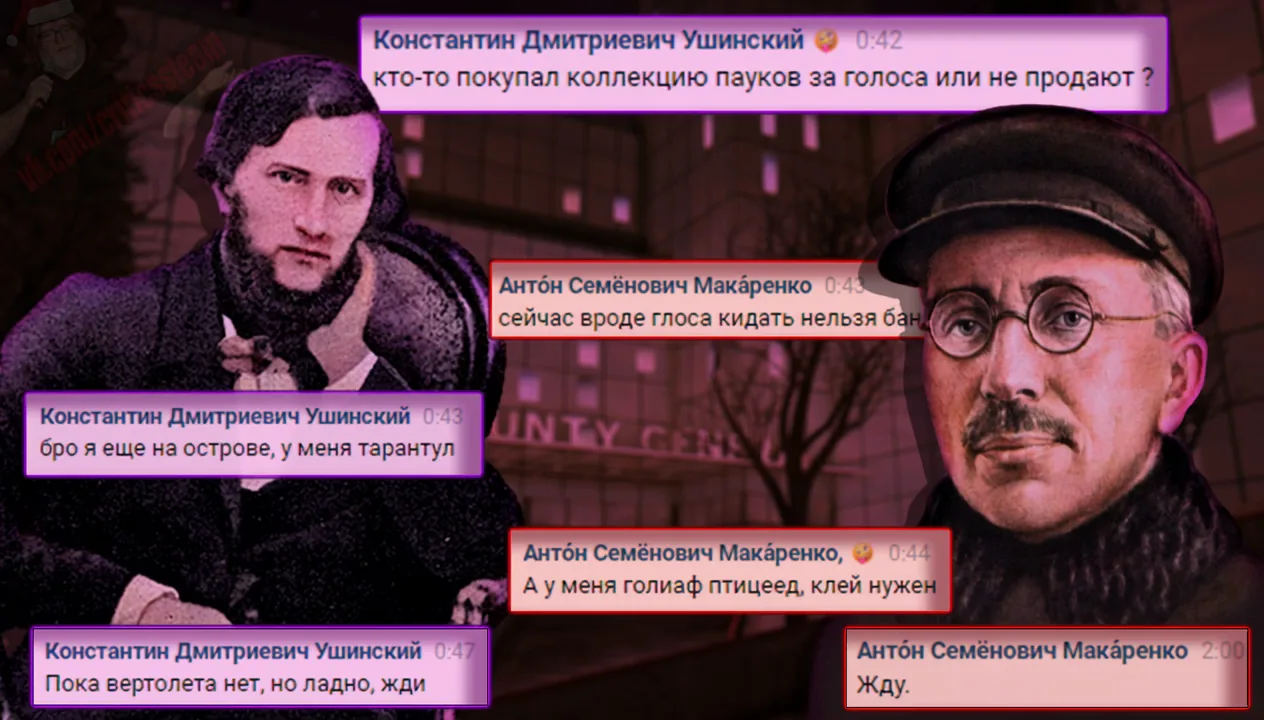 Константин Дмитриевич Ушинский 🤪 0:42
кто-то покупал коллекцию пауков за голоса или не продают ?
Анто́н Семёнович Мака́ренко 0:43
сейчас вроде глоса кидать нельзя бан
Константин Дмитриевич Ушинский 0:43
бро я еще на острове, у меня тарантул
UNTY GENE
Анто́н Семёнович Мака́ренко, 🤪 0:44
А у меня голиаф птицеед, клей нужен
Константин Дмитриевич Ушинский 0:47
Пока вертолета нет, но ладно, жди
Анто́н Семёнович Мака́ренко 2:00
Жду.